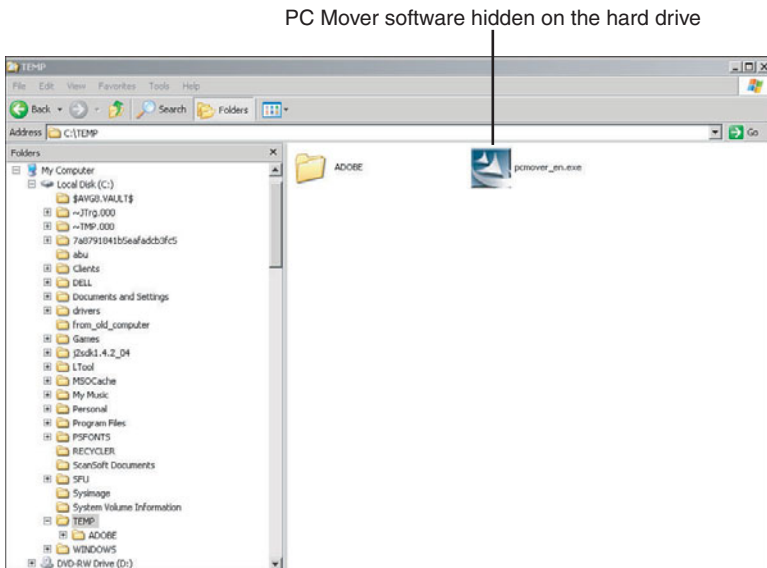 PC Mover software hidden on the hard drive
TEMP
File Edit View Favorites Tools Help
Back Search Folders
Address C:\TEMP Go
Folders
My Computer
Local Disk (C:)
$AVG8.VAULT$
~JTrg.000
~TMP.000
7a8791841b5eafadcb3fc5
abu
Clients
DELL
Documents and Settings
drivers
from_old_computer
Games
j2sdk1.4.2_04
LTool
MSOCache
My Music
Personal
Program Files
PSFONTS
RECYCLER
ScanSoft Documents
SFU
Sysimage
System Volume Information
TEMP
ADOBE
WINDOWS
DVD-RW Drive (D:)
ADOBE
pcmover_en.exe